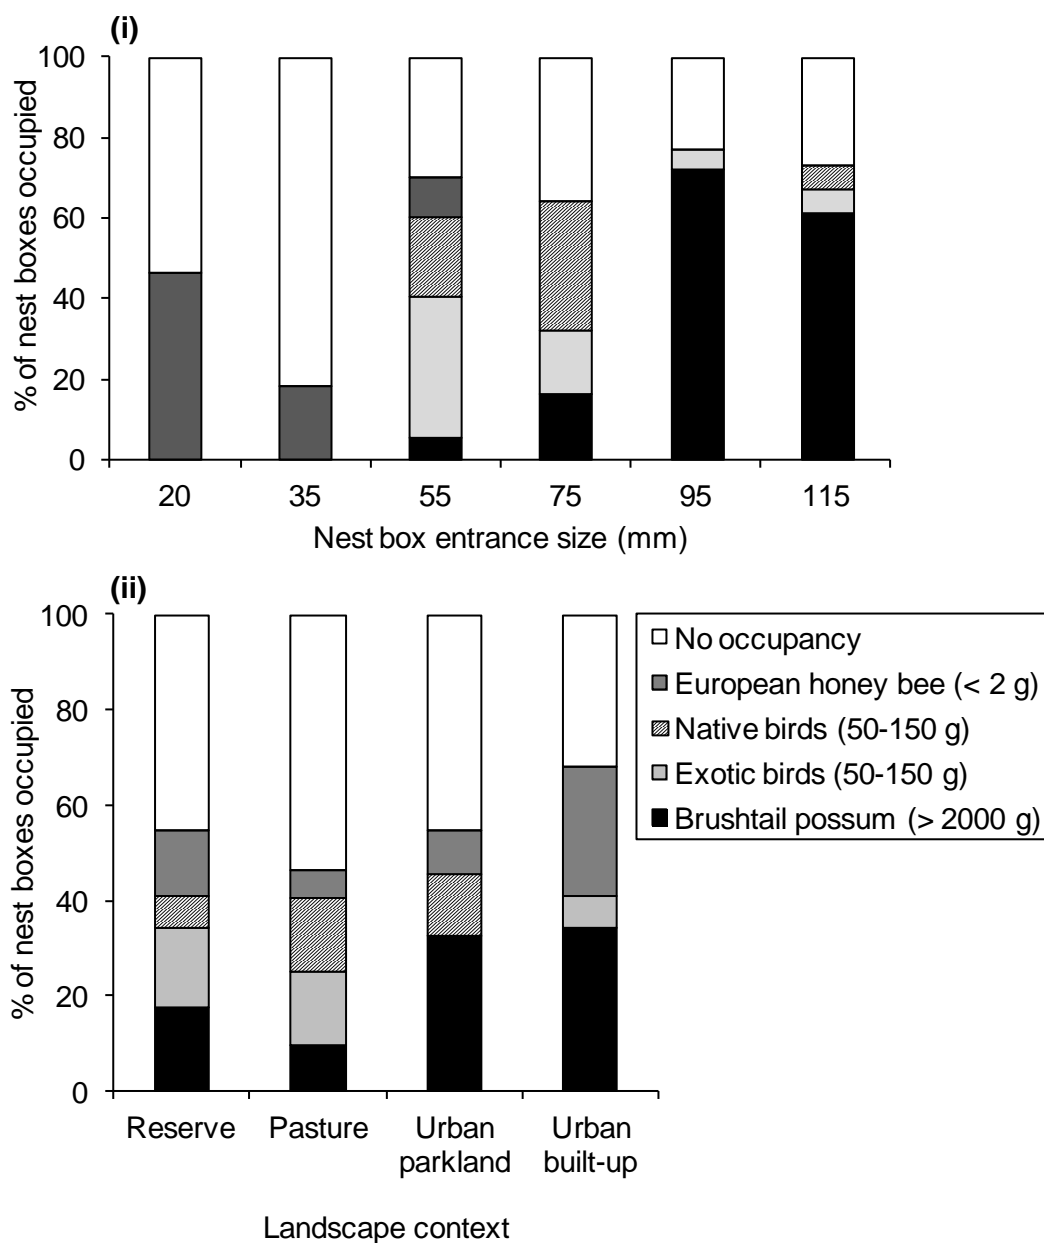 (i)
% of nest boxes occupied
100
80
60
40
20
0
20 35 55 75 95 115
Nest box entrance size (mm)
(ii)
% of nest boxes occupied
100
80
60
40
20
0
No occupancy
European honey bee (< 2 g)
Native birds (50-150 g)
Exotic birds (50-150 g)
Brushtail possum (> 2000 g)
Reserve Pasture Urban Urban
parkland built-up
Landscape context